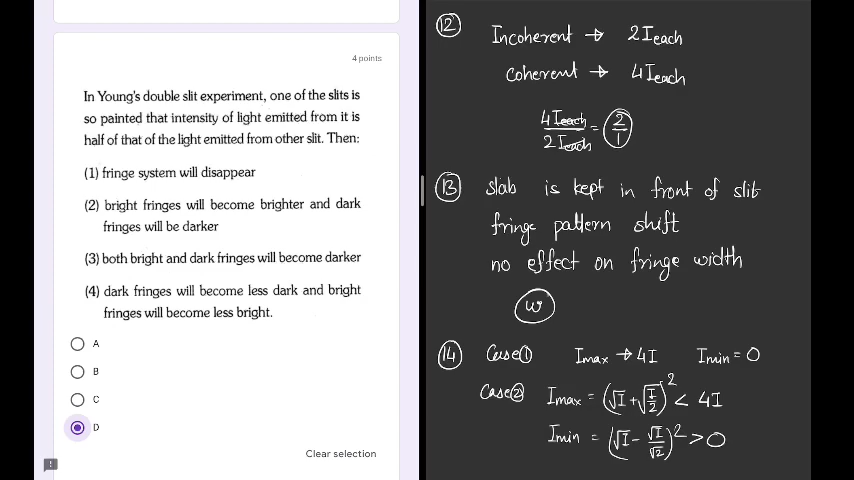 4 points
In Young's double slit experiment, one of the slits is
so painted that intensity of light emitted from it is
half of that of the light emitted from other slit. Then:
(1) fringe system will disappear
(2) bright fringes will become brighter and dark
fringes will be darker
(3) both bright and dark fringes will become darker
(4) dark fringes will become less dark and bright
fringes will become less bright.
A
B
C
D
Clear selection
(12) Incoherent → 2Ieach
Coherent → 4Ieach
4Ieach/2Ieach = 2/1
(13) Slab is kept in front of slit
fringe pattern shift
no effect on fringe width
w
(14) Case(1) Imax → 4I Imin = 0
Case(2) Imax = (√I + √(I/2))² < 4I
Imin = (√I - √I/√2)² > 0